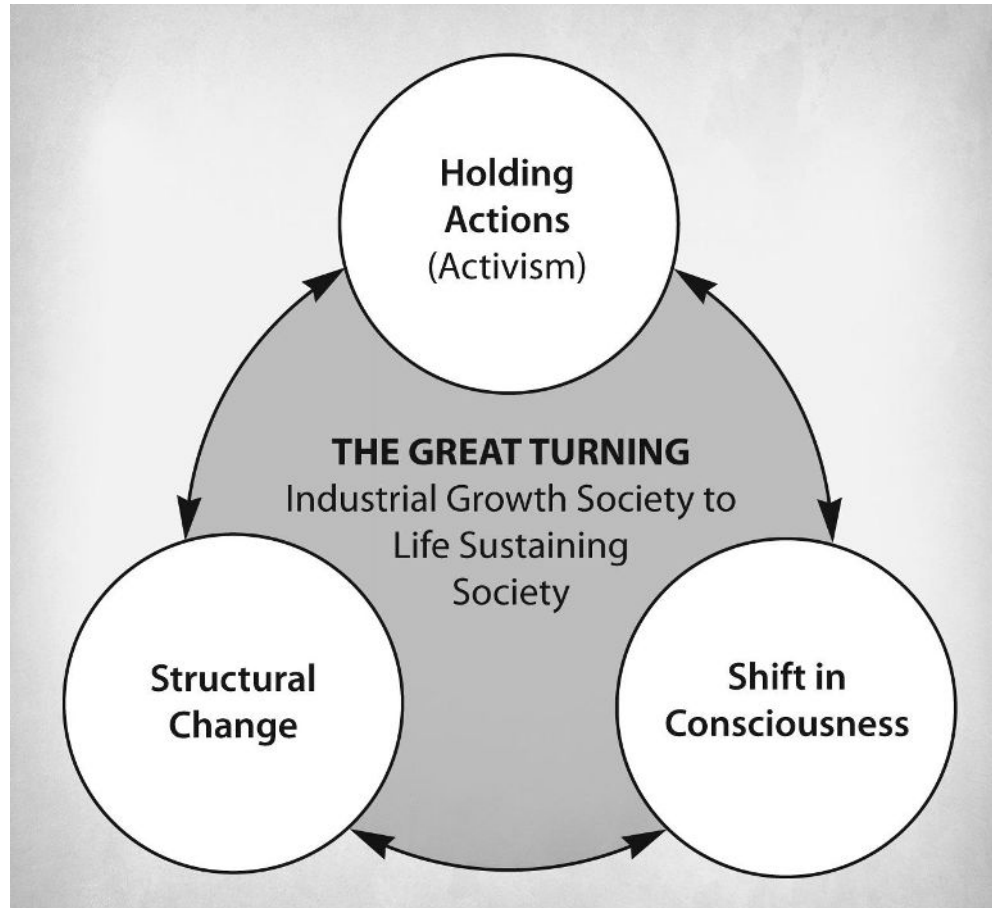 Holding
Actions
(Activism)
THE GREAT TURNING
Industrial Growth Society to
Life Sustaining
Society
Structural
Change
Shift in
Consciousness